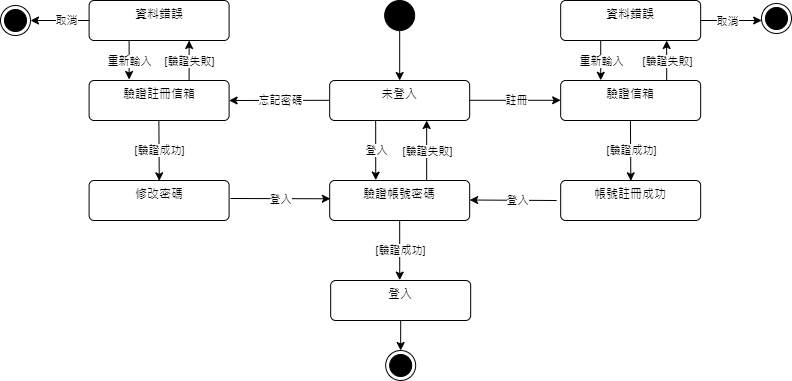 資料錯誤
資料錯誤
取消
取消
重新輸入
[驗證失敗]
重新輸入
[驗證失敗]
驗證註冊信箱
忘記密碼
未登入
註冊
驗證信箱
[驗證成功]
登入
[驗證失敗]
[驗證成功]
修改密碼
登入
驗證帳號密碼
登入
帳號註冊成功
[驗證成功]
登入